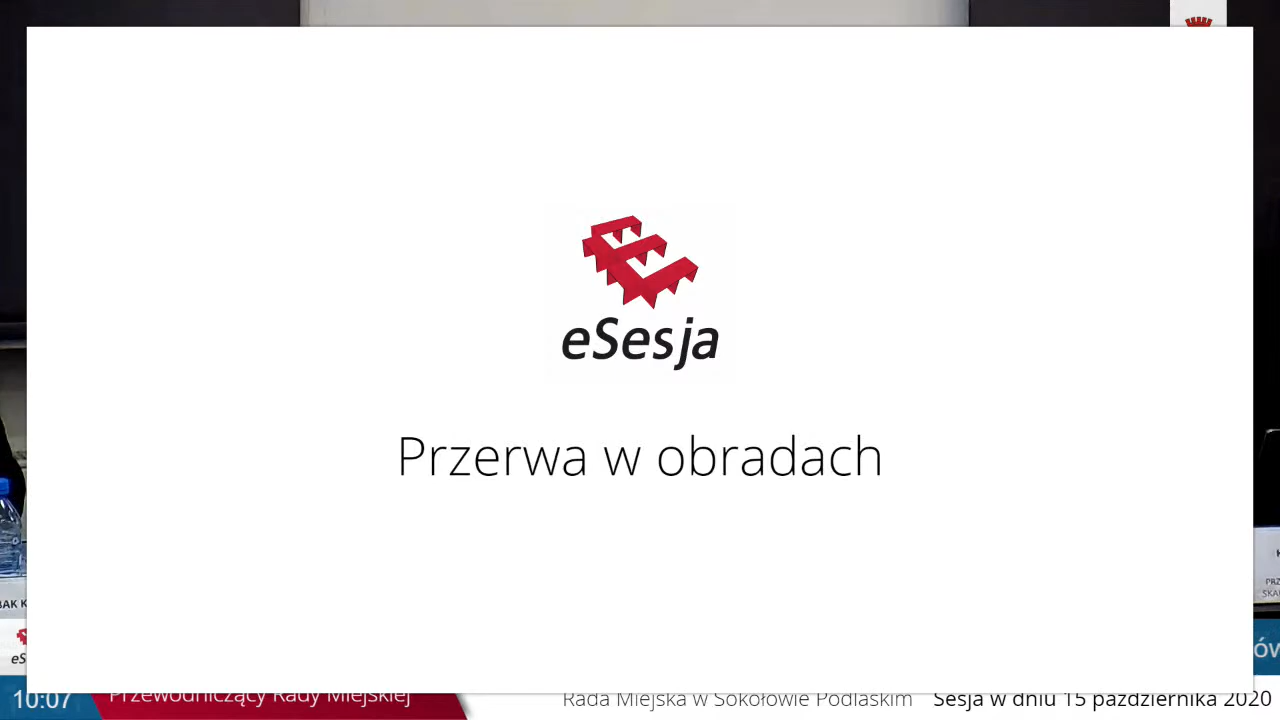 eSesja
Przerwa w obradach
10:07
Przewodniczący Rady Miejskiej
Rada Miejska w Sokołowie Podlaskim
Sesja w dniu 15 października 2020